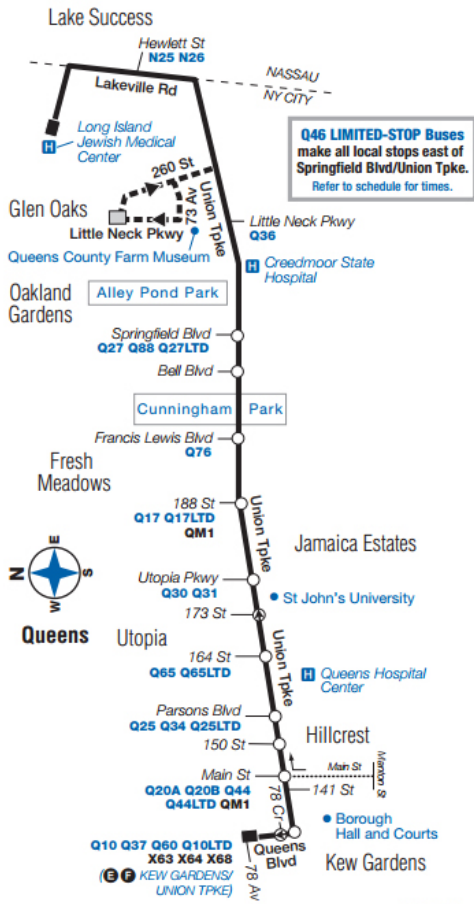 Lake Success
Hewlett St
N25 N26
Lakeville Rd
NASSAU
NY CITY
H Long Island
Jewish Medical
Center
Q46 LIMITED-STOP Buses
make all local stops east of
Springfield Blvd/Union Tpke.
Refer to schedule for times.
260 St
73 Av
Union Tpke
Glen Oaks
Little Neck Pkwy
Little Neck Pkwy
Q36
Queens County Farm Museum
H Creedmoor State
Hospital
Oakland
Gardens
Alley Pond Park
Springfield Blvd
Q27 Q88 Q27LTD
Bell Blvd
Cunningham Park
Francis Lewis Blvd
Q76
Fresh
Meadows
188 St
Q17 Q17LTD
QM1
Union Tpke
Jamaica Estates
N E S W
Queens
Utopia Pkwy
Q30 Q31
St John's University
173 St
Utopia
Union Tpke
164 St
Q65 Q65LTD
H Queens Hospital
Center
Parsons Blvd
Q25 Q34 Q25LTD
150 St
Hillcrest
Main St
Q20A Q20B Q44
Q44LTD QM1
Main St
Manton St
141 St
78 Cr
Borough
Hall and Courts
Q10 Q37 Q60 Q10LTD
X63 X64 X68
(E F KEW GARDENS/
UNION TPKE)
78 Av
Queens
Blvd
Kew Gardens